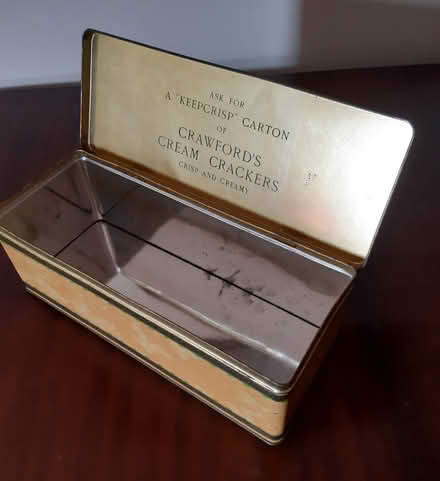 ASK FOR
A "KEEPCRISP" CARTON
OF
CRAWFORD'S
CREAM CRACKERS
CRISP AND CREAMY